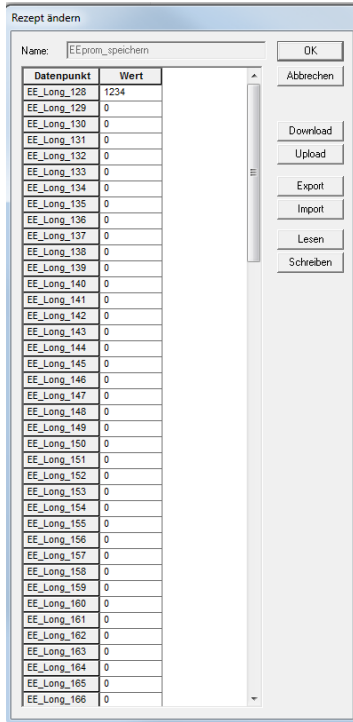 Rezept ändern
Name: EEprom_speichern
OK
Abbrechen
Download
Upload
Export
Import
Lesen
Schreiben
Datenpunkt Wert
EE_Long_128 1234
EE_Long_129 0
EE_Long_130 0
EE_Long_131 0
EE_Long_132 0
EE_Long_133 0
EE_Long_134 0
EE_Long_135 0
EE_Long_136 0
EE_Long_137 0
EE_Long_138 0
EE_Long_139 0
EE_Long_140 0
EE_Long_141 0
EE_Long_142 0
EE_Long_143 0
EE_Long_144 0
EE_Long_145 0
EE_Long_146 0
EE_Long_147 0
EE_Long_148 0
EE_Long_149 0
EE_Long_150 0
EE_Long_151 0
EE_Long_152 0
EE_Long_153 0
EE_Long_154 0
EE_Long_155 0
EE_Long_156 0
EE_Long_157 0
EE_Long_158 0
EE_Long_159 0
EE_Long_160 0
EE_Long_161 0
EE_Long_162 0
EE_Long_163 0
EE_Long_164 0
EE_Long_165 0
EE_Long_166 0